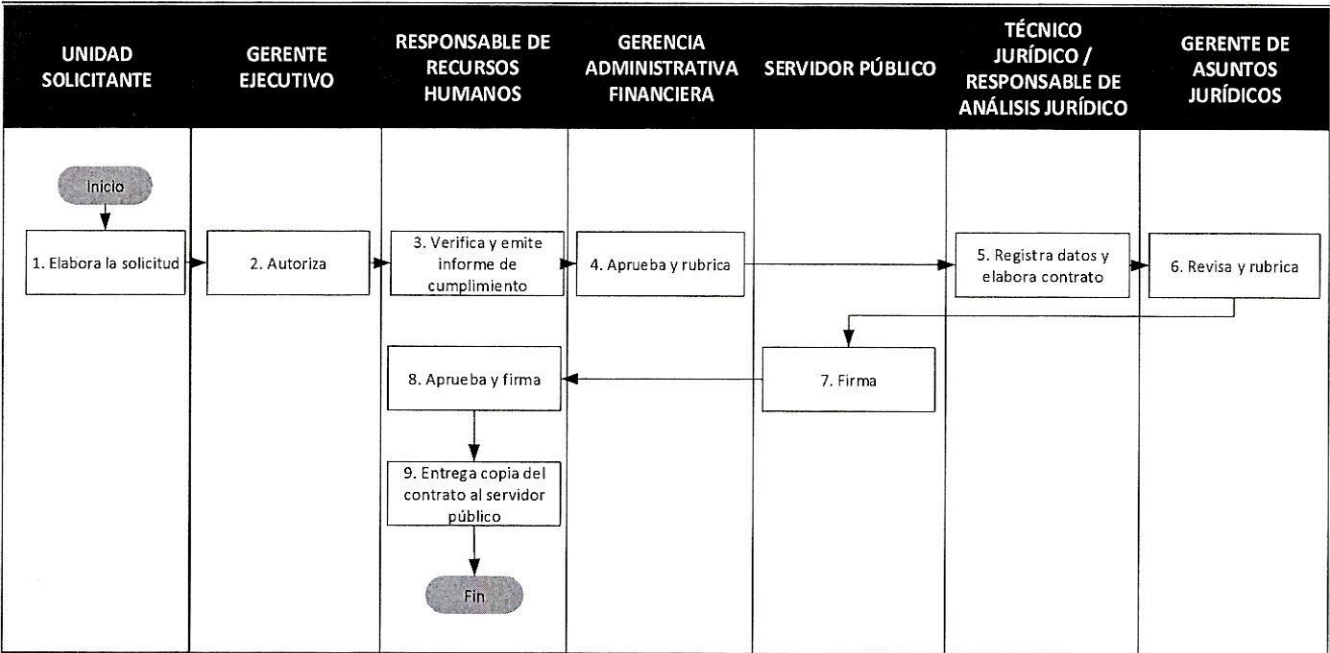 UNIDAD
SOLICITANTE
GERENTE
EJECUTIVO
RESPONSABLE DE
RECURSOS
HUMANOS
GERENCIA
ADMINISTRATIVA
FINANCIERA
SERVIDOR PÚBLICO
TÉCNICO
JURÍDICO /
RESPONSABLE DE
ANÁLISIS JURÍDICO
GERENTE DE
ASUNTOS
JURÍDICOS
Inicio
1. Elabora la solicitud
2. Autoriza
3. Verifica y emite
informe de
cumplimiento
4. Aprueba y rubrica
5. Registra datos y
elabora contrato
6. Revisa y rubrica
7. Firma
8. Aprueba y firma
9. Entrega copia del
contrato al servidor
público
Fin